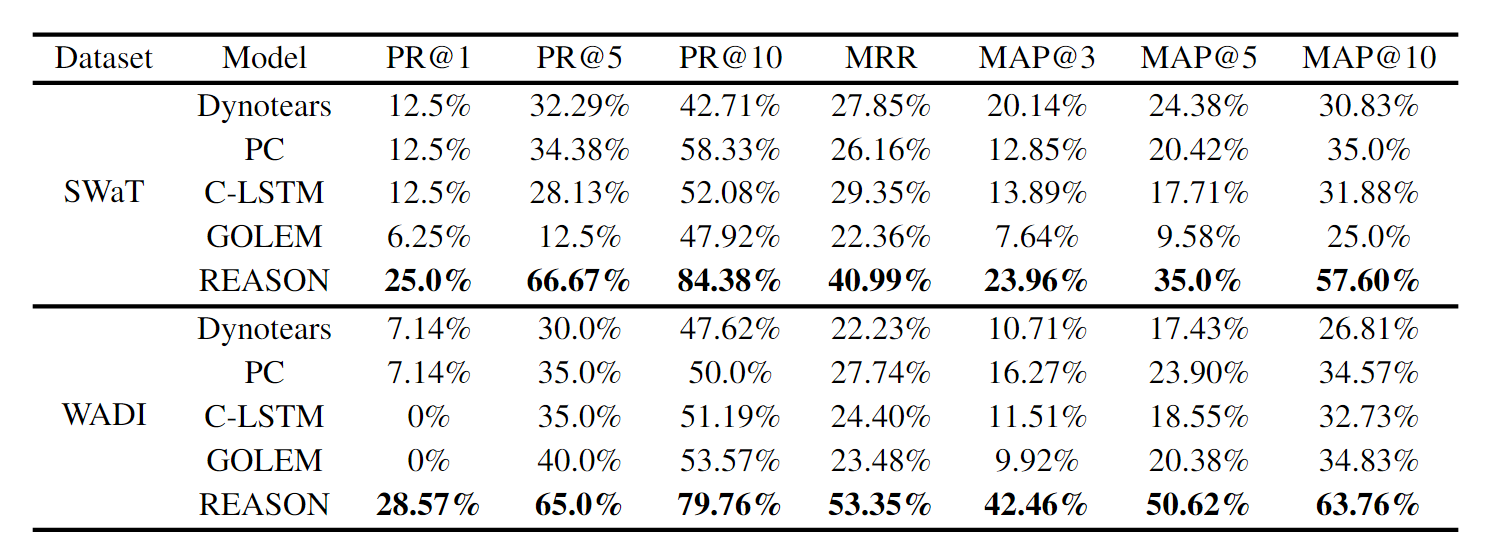 Dataset Model PR@1 PR@5 PR@10 MRR MAP@3 MAP@5 MAP@10
Dynotears 12.5% 32.29% 42.71% 27.85% 20.14% 24.38% 30.83%
PC 12.5% 34.38% 58.33% 26.16% 12.85% 20.42% 35.0%
SWaT C-LSTM 12.5% 28.13% 52.08% 29.35% 13.89% 17.71% 31.88%
GOLEM 6.25% 12.5% 47.92% 22.36% 7.64% 9.58% 25.0%
REASON 25.0% 66.67% 84.38% 40.99% 23.96% 35.0% 57.60%
Dynotears 7.14% 30.0% 47.62% 22.23% 10.71% 17.43% 26.81%
PC 7.14% 35.0% 50.0% 27.74% 16.27% 23.90% 34.57%
WADI C-LSTM 0% 35.0% 51.19% 24.40% 11.51% 18.55% 32.73%
GOLEM 0% 40.0% 53.57% 23.48% 9.92% 20.38% 34.83%
REASON 28.57% 65.0% 79.76% 53.35% 42.46% 50.62% 63.76%